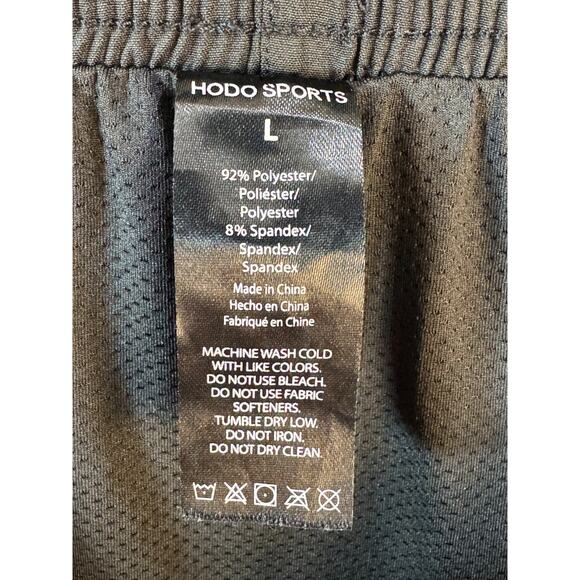 HODO SPORTS
L
92% Polyester/
Poliéster/
Polyester
8% Spandex/
Spandex/
Spandex
Made in China
Hecho en China
Fabriqué en Chine
MACHINE WASH COLD
WITH LIKE COLORS.
DO NOTUSE BLEACH.
DO NOT USE FABRIC
SOFTENERS.
TUMBLE DRY LOW.
DO NOT IRON.
DO NOT DRY CLEAN.